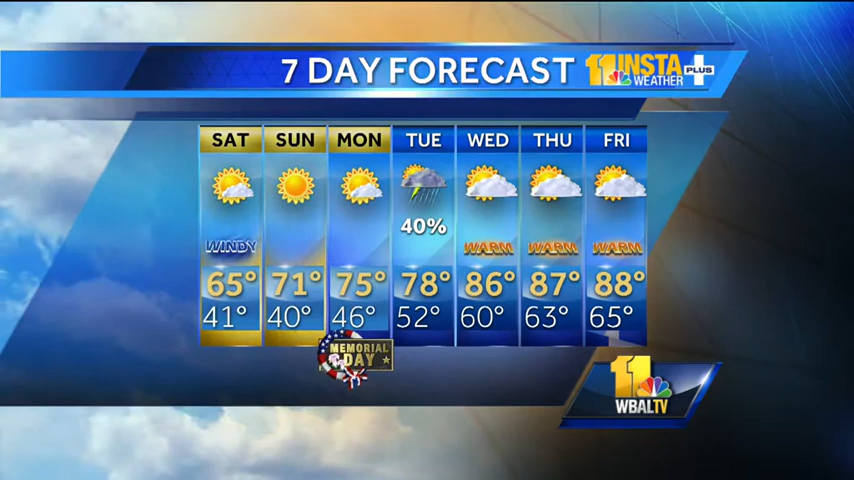 7 DAY FORECAST
11 INSTA
WEATHER PLUS
SAT SUN MON TUE WED THU FRI
40%
WINDY WARM WARM WARM
65° 71° 75° 78° 86° 87° 88°
41° 40° 46° 52° 60° 63° 65°
MEMORIAL
DAY
11
WBALTV